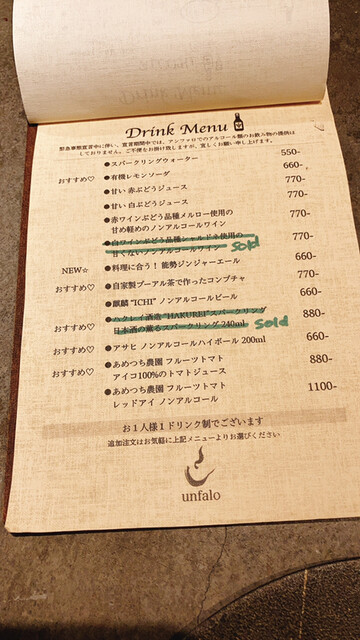 Drink Menu
緊急事態宣言中に伴い、宣言期間中では、アンファロでのアルコール類のお飲み物の提供は
しておりません。ご不便をお掛け致しますが、宜しくお願い申し上げます。
●スパークリングウォーター 550-
おすすめ♡ ●有機レモンソーダ 660-
●甘い 赤ぶどうジュース 770-
●甘い 白ぶどうジュース 770-
●赤ワインぶどう品種メルロー使用の 770-
甘め軽めのノンアルコールワイン
●白ワインぶどう品種シャルドネ使用の 770-
甘くないノンアルコールワイン Sold
NEW☆ ●料理に合う！ 能勢ジンジャーエール 660-
おすすめ♡ ●自家製プーアル茶で作ったコンブチャ 770-
●麒麟 "ICHI" ノンアルコールビール 660-
おすすめ♡ ●ハクレイ酒造 "HAKUREI" スパークリング 880-
日本酒の薫るスパークリング 240ml Sold
おすすめ♡ ●アサヒ ノンアルコールハイボール 200ml 660-
●あめつち農園 フルーツトマト 880-
アイコ100%のトマトジュース
●あめつち農園 フルーツトマト 1100-
レッドアイ ノンアルコール
お1人様1ドリンク制でございます
追加注文はお気軽に上記メニューよりお選びください
unfalo